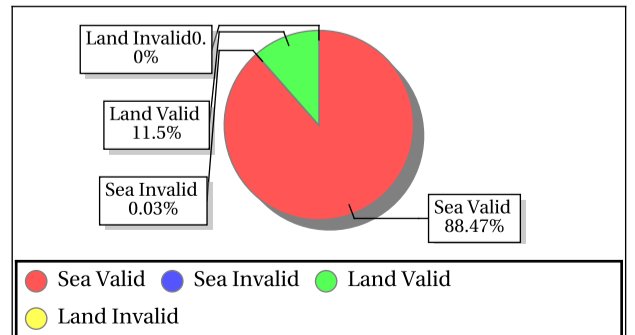 Land Invalid0.
0%
Land Valid
11.5%
Sea Invalid
0.03%
Sea Valid
88.47%
Sea Valid Sea Invalid Land Valid
Land Invalid